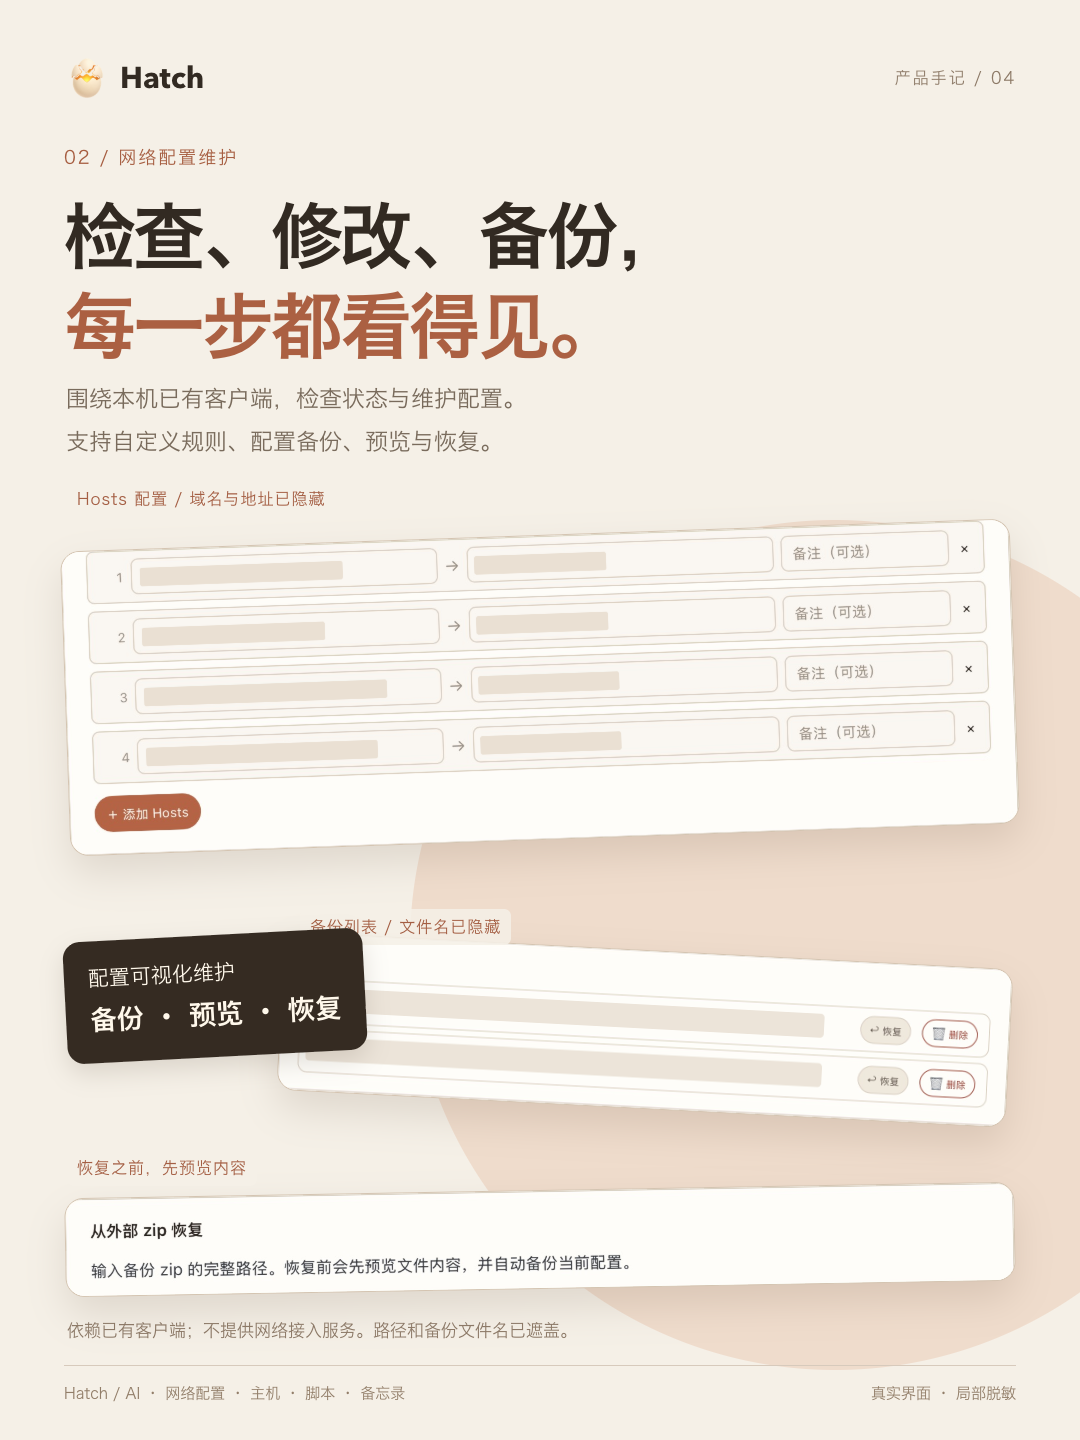 Hatch
产品手记 / 04
02 / 网络配置维护
检查、修改、备份,
每一步都看得见。
围绕本机已有客户端，检查状态与维护配置。
支持自定义规则、配置备份、预览与恢复。
Hosts 配置 / 域名与地址已隐藏
1 → 备注（可选） ×
2 → 备注（可选） ×
3 → 备注（可选） ×
4 → 备注（可选） ×
+ 添加 Hosts
备份列表 / 文件名已隐藏
配置可视化维护
备份 · 预览 · 恢复
↩ 恢复 删除
↩ 恢复 删除
恢复之前，先预览内容
从外部 zip 恢复
输入备份 zip 的完整路径。恢复前会先预览文件内容，并自动备份当前配置。
依赖已有客户端；不提供网络接入服务。路径和备份文件名已遮盖。
Hatch / AI · 网络配置 · 主机 · 脚本 · 备忘录
真实界面 · 局部脱敏